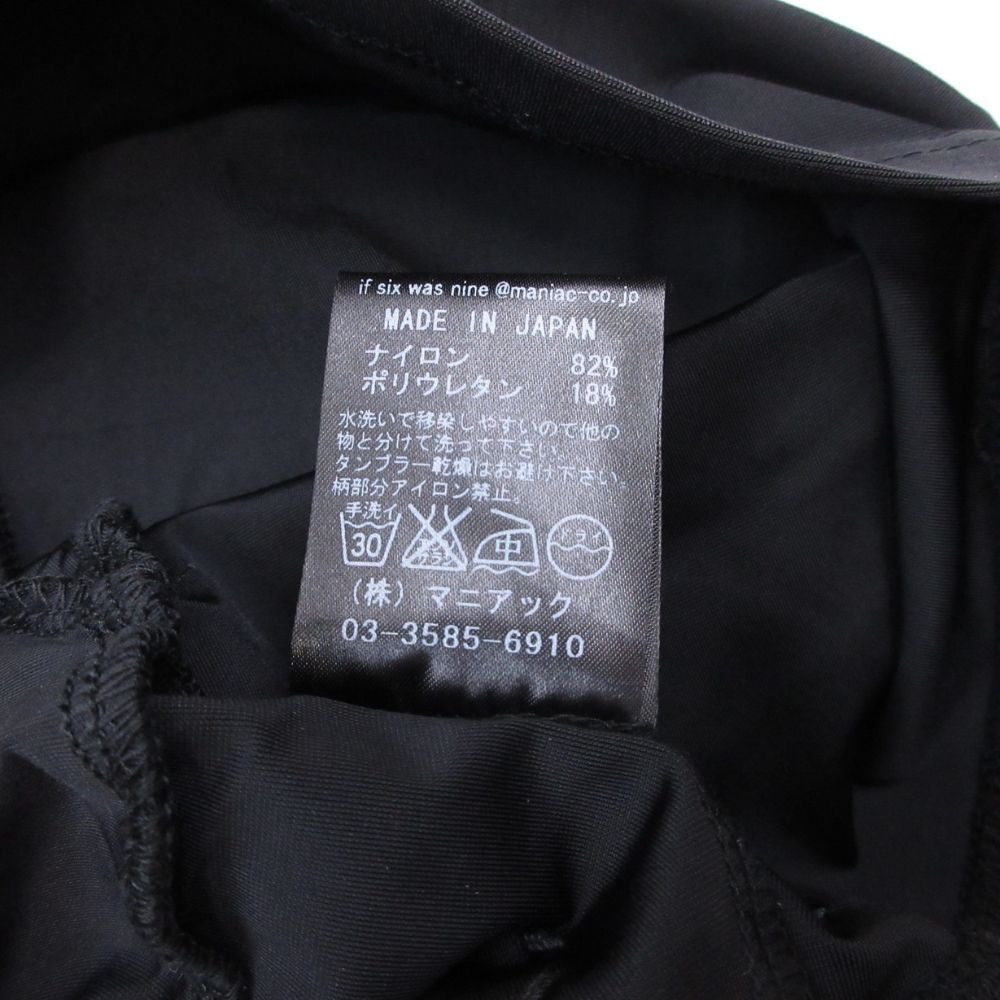 if six was nine @maniac-co.jp
MADE IN JAPAN
ナイロン 82%
ポリウレタン 18%
水洗いで移染しやすいので他の
物と分けて洗って下さい。
タンブラー乾燥はお避け下さい。
柄部分アイロン禁止。
手洗イ
30 中 ドライ
(株) マニアック
03-3585-6910